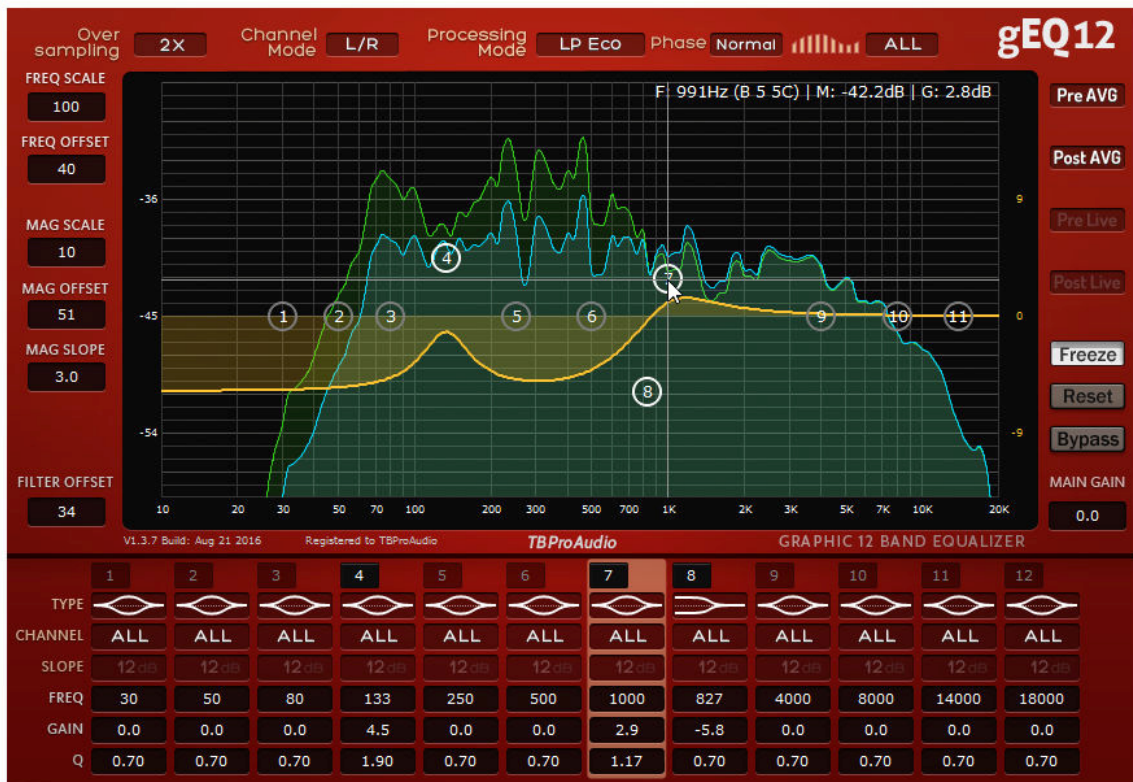 Over sampling 2X Channel Mode L/R Processing Mode LP Eco Phase Normal ALL gEQ12
FREQ SCALE
100
FREQ OFFSET
40
MAG SCALE
10
MAG OFFSET
51
MAG SLOPE
3.0
FILTER OFFSET
34
F: 991Hz (B 5 5C) | M: -42.2dB | G: 2.8dB
-36 9
4
7
-45 1 2 3 5 6 9 10 11 0
8
-54 -9
10 20 30 50 70 100 200 300 500 700 1K 2K 3K 5K 7K 10K 20K
V1.3.7 Build: Aug 21 2016 Registered to TBProAudio TBProAudio GRAPHIC 12 BAND EQUALIZER
Pre AVG
Post AVG
Pre Live
Post Live
Freeze
Reset
Bypass
MAIN GAIN
0.0
1 2 3 4 5 6 7 8 9 10 11 12
TYPE
CHANNEL ALL ALL ALL ALL ALL ALL ALL ALL ALL ALL ALL ALL
SLOPE 12dB 12dB 12dB 12dB 12dB 12dB 12dB 12dB 12dB 12dB 12dB 12dB
FREQ 30 50 80 133 250 500 1000 827 4000 8000 14000 18000
GAIN 0.0 0.0 0.0 4.5 0.0 0.0 2.9 -5.8 0.0 0.0 0.0 0.0
Q 0.70 0.70 0.70 1.90 0.70 0.70 1.17 0.70 0.70 0.70 0.70 0.70